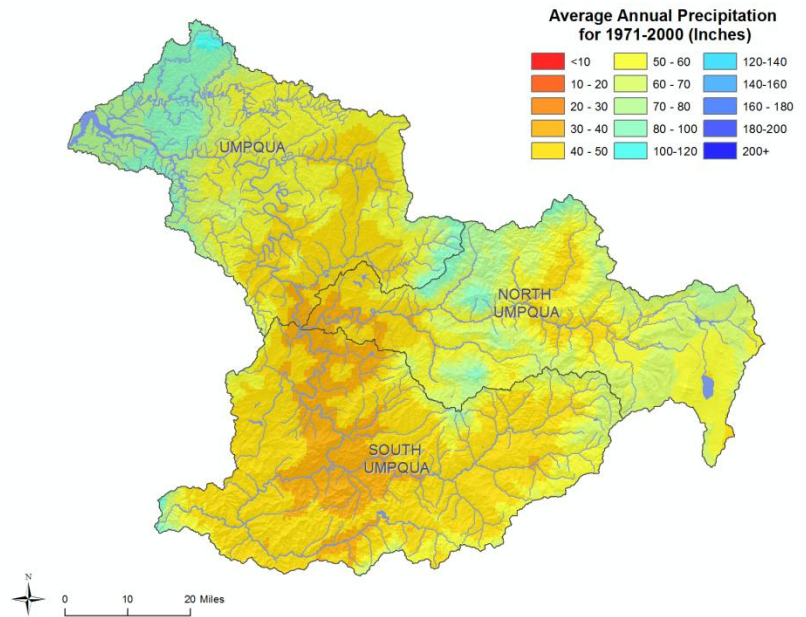 Average Annual Precipitation
for 1971-2000 (Inches)
<10
10 - 20
20 - 30
30 - 40
40 - 50
50 - 60
60 - 70
70 - 80
80 - 100
100-120
120-140
140-160
160 - 180
180-200
200+
UMPQUA
NORTH
UMPQUA
SOUTH
UMPQUA
N
0 10 20 Miles